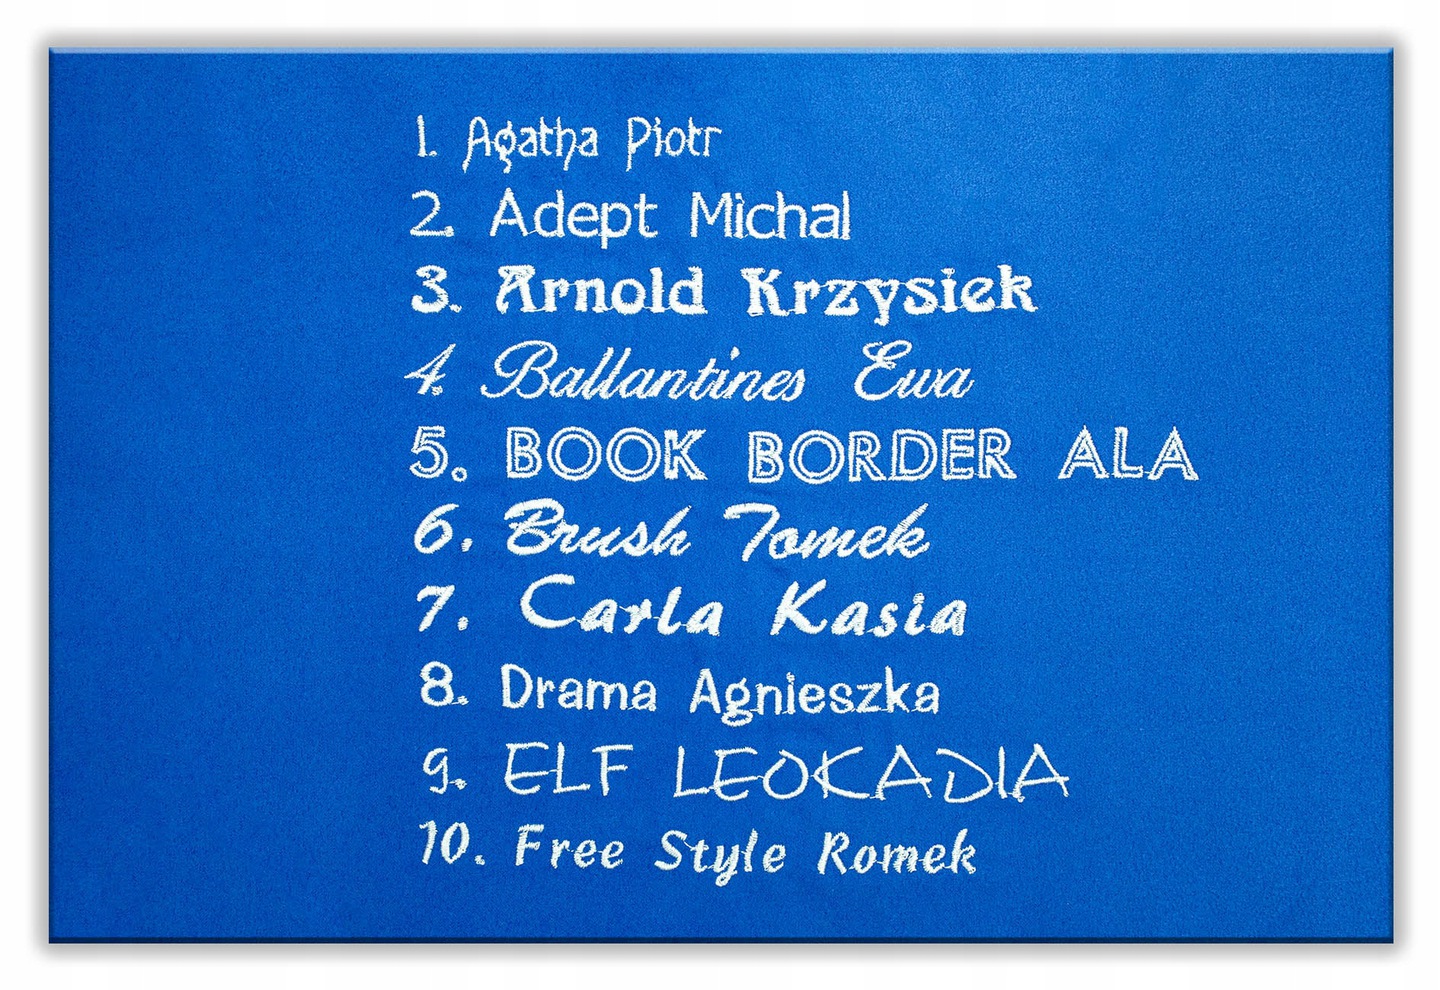 1. Agatha Piotr
2. Adept Michal
3. Arnold Krzysiek
4. Ballantines Ewa
5. BOOK BORDER ALA
6. Brush Tomek
7. Carla Kasia
8. Drama Agnieszka
9. ELF LEOKADIA
10. Free Style Romek